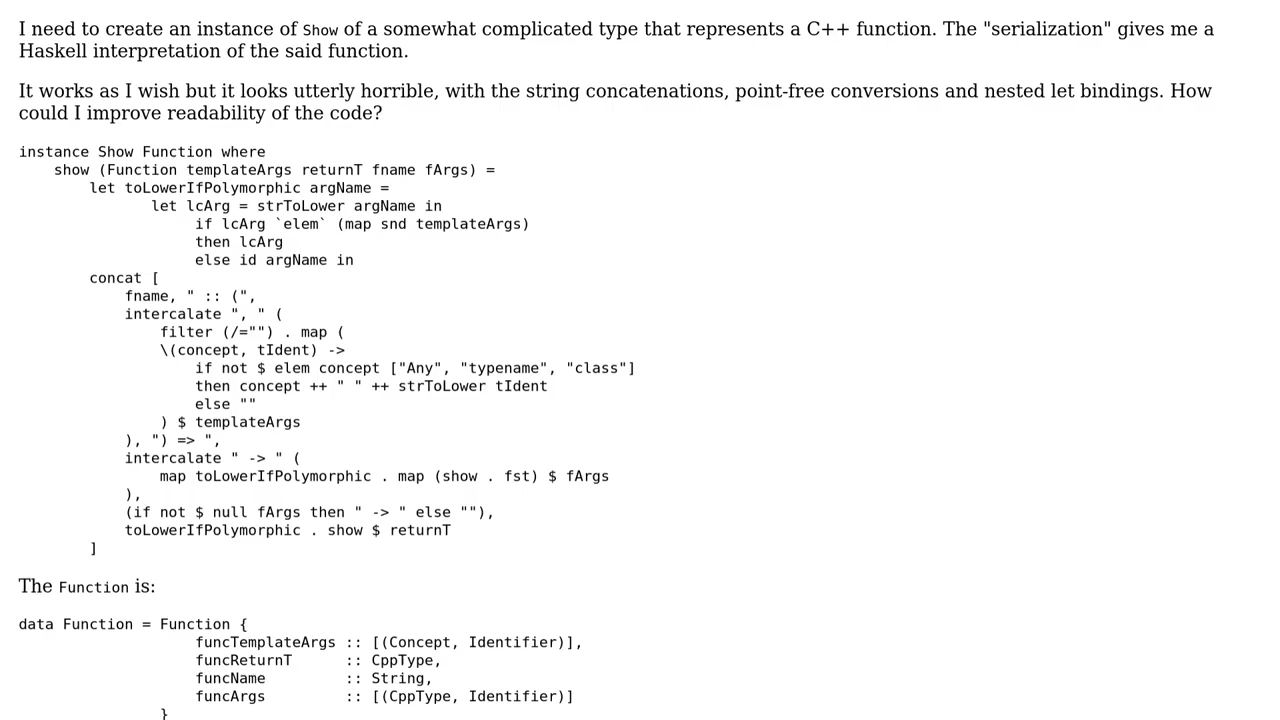 I need to create an instance of Show of a somewhat complicated type that represents a C++ function. The "serialization" gives me a
Haskell interpretation of the said function.
It works as I wish but it looks utterly horrible, with the string concatenations, point-free conversions and nested let bindings. How
could I improve readability of the code?
instance Show Function where
    show (Function templateArgs returnT fname fArgs) =
        let toLowerIfPolymorphic argName =
               let lcArg = strToLower argName in
                    if lcArg `elem` (map snd templateArgs)
                    then lcArg
                    else id argName in
        concat [
            fname, " :: (",
            intercalate ", " (
                filter (/="") . map (
                \(concept, tIdent) ->
                    if not $ elem concept ["Any", "typename", "class"]
                    then concept ++ " " ++ strToLower tIdent
                    else ""
                ) $ templateArgs
            ), ") => ",
            intercalate " -> " (
                map toLowerIfPolymorphic . map (show . fst) $ fArgs
            ),
            (if not $ null fArgs then " -> " else ""),
            toLowerIfPolymorphic . show $ returnT
        ]
The Function is:
data Function = Function {
                    funcTemplateArgs :: [(Concept, Identifier)],
                    funcReturnT      :: CppType,
                    funcName         :: String,
                    funcArgs         :: [(CppType, Identifier)]
                }